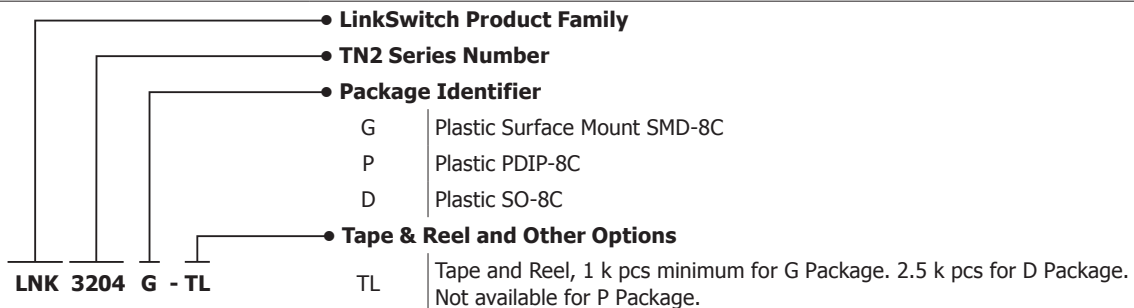 LinkSwitch Product Family
TN2 Series Number
Package Identifier
G Plastic Surface Mount SMD-8C
P Plastic PDIP-8C
D Plastic SO-8C
Tape & Reel and Other Options
LNK 3204 G - TL
TL Tape and Reel, 1 k pcs minimum for G Package. 2.5 k pcs for D Package.
Not available for P Package.